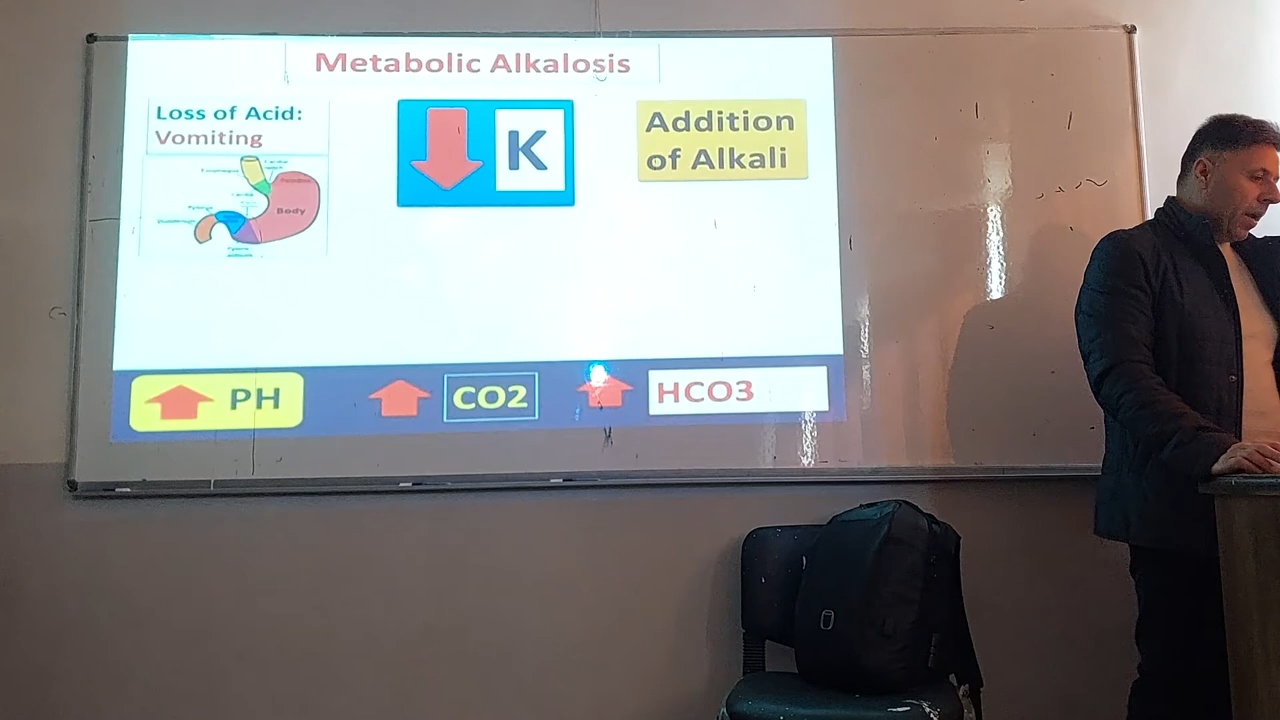 Metabolic Alkalosis
Loss of Acid:
Vomiting
Body
K
Addition
of Alkali
PH
CO2
HCO3